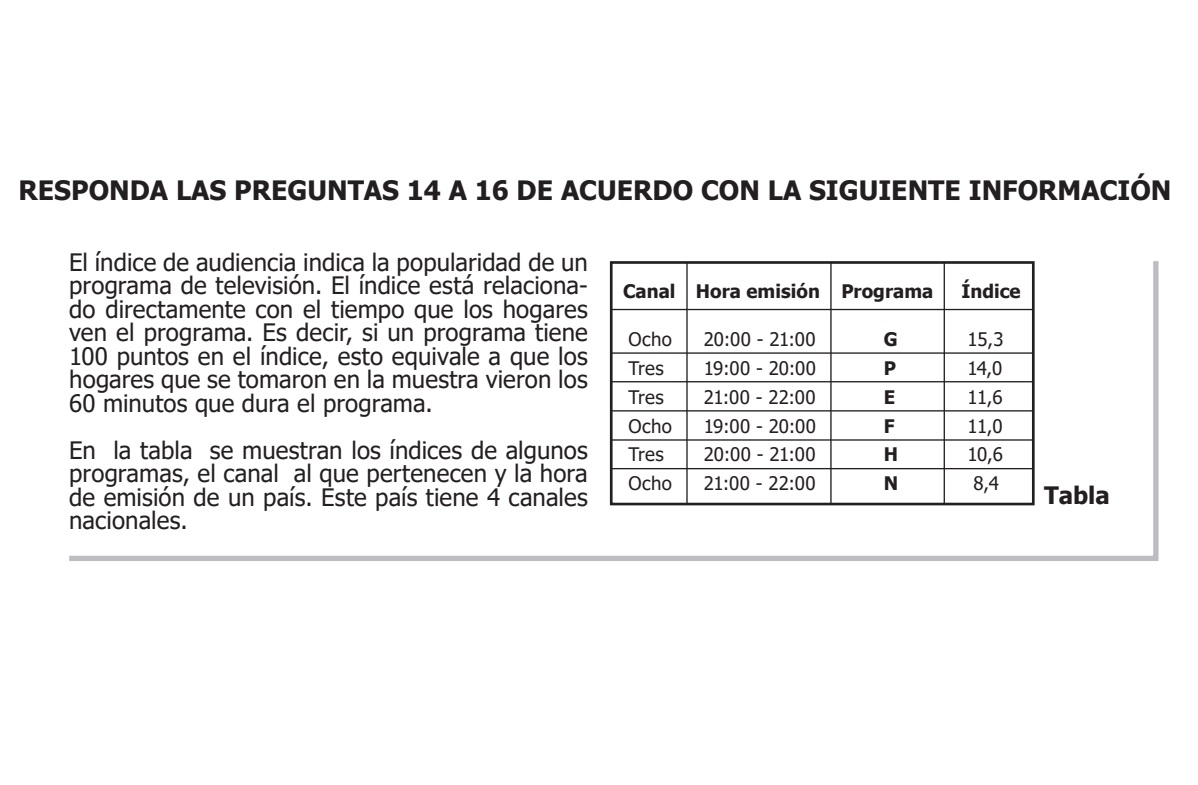 RESPONDA LAS PREGUNTAS 14 A 16 DE ACUERDO CON LA SIGUIENTE INFORMACIÓN
El índice de audiencia indica la popularidad de un
programa de televisión. El índice está relaciona-
do directamente con el tiempo que los hogares
ven el programa. Es decir, si un programa tiene
100 puntos en el índice, esto equivale a que los
hogares que se tomaron en la muestra vieron los
60 minutos que dura el programa.
En la tabla se muestran los índices de algunos
programas, el canal al que pertenecen y la hora
de emisión de un país. Este país tiene 4 canales
nacionales.
Canal Hora emisión Programa Índice
Ocho 20:00 - 21:00 G 15,3
Tres 19:00 - 20:00 P 14,0
Tres 21:00 - 22:00 E 11,6
Ocho 19:00 - 20:00 F 11,0
Tres 20:00 - 21:00 H 10,6
Ocho 21:00 - 22:00 N 8,4
Tabla